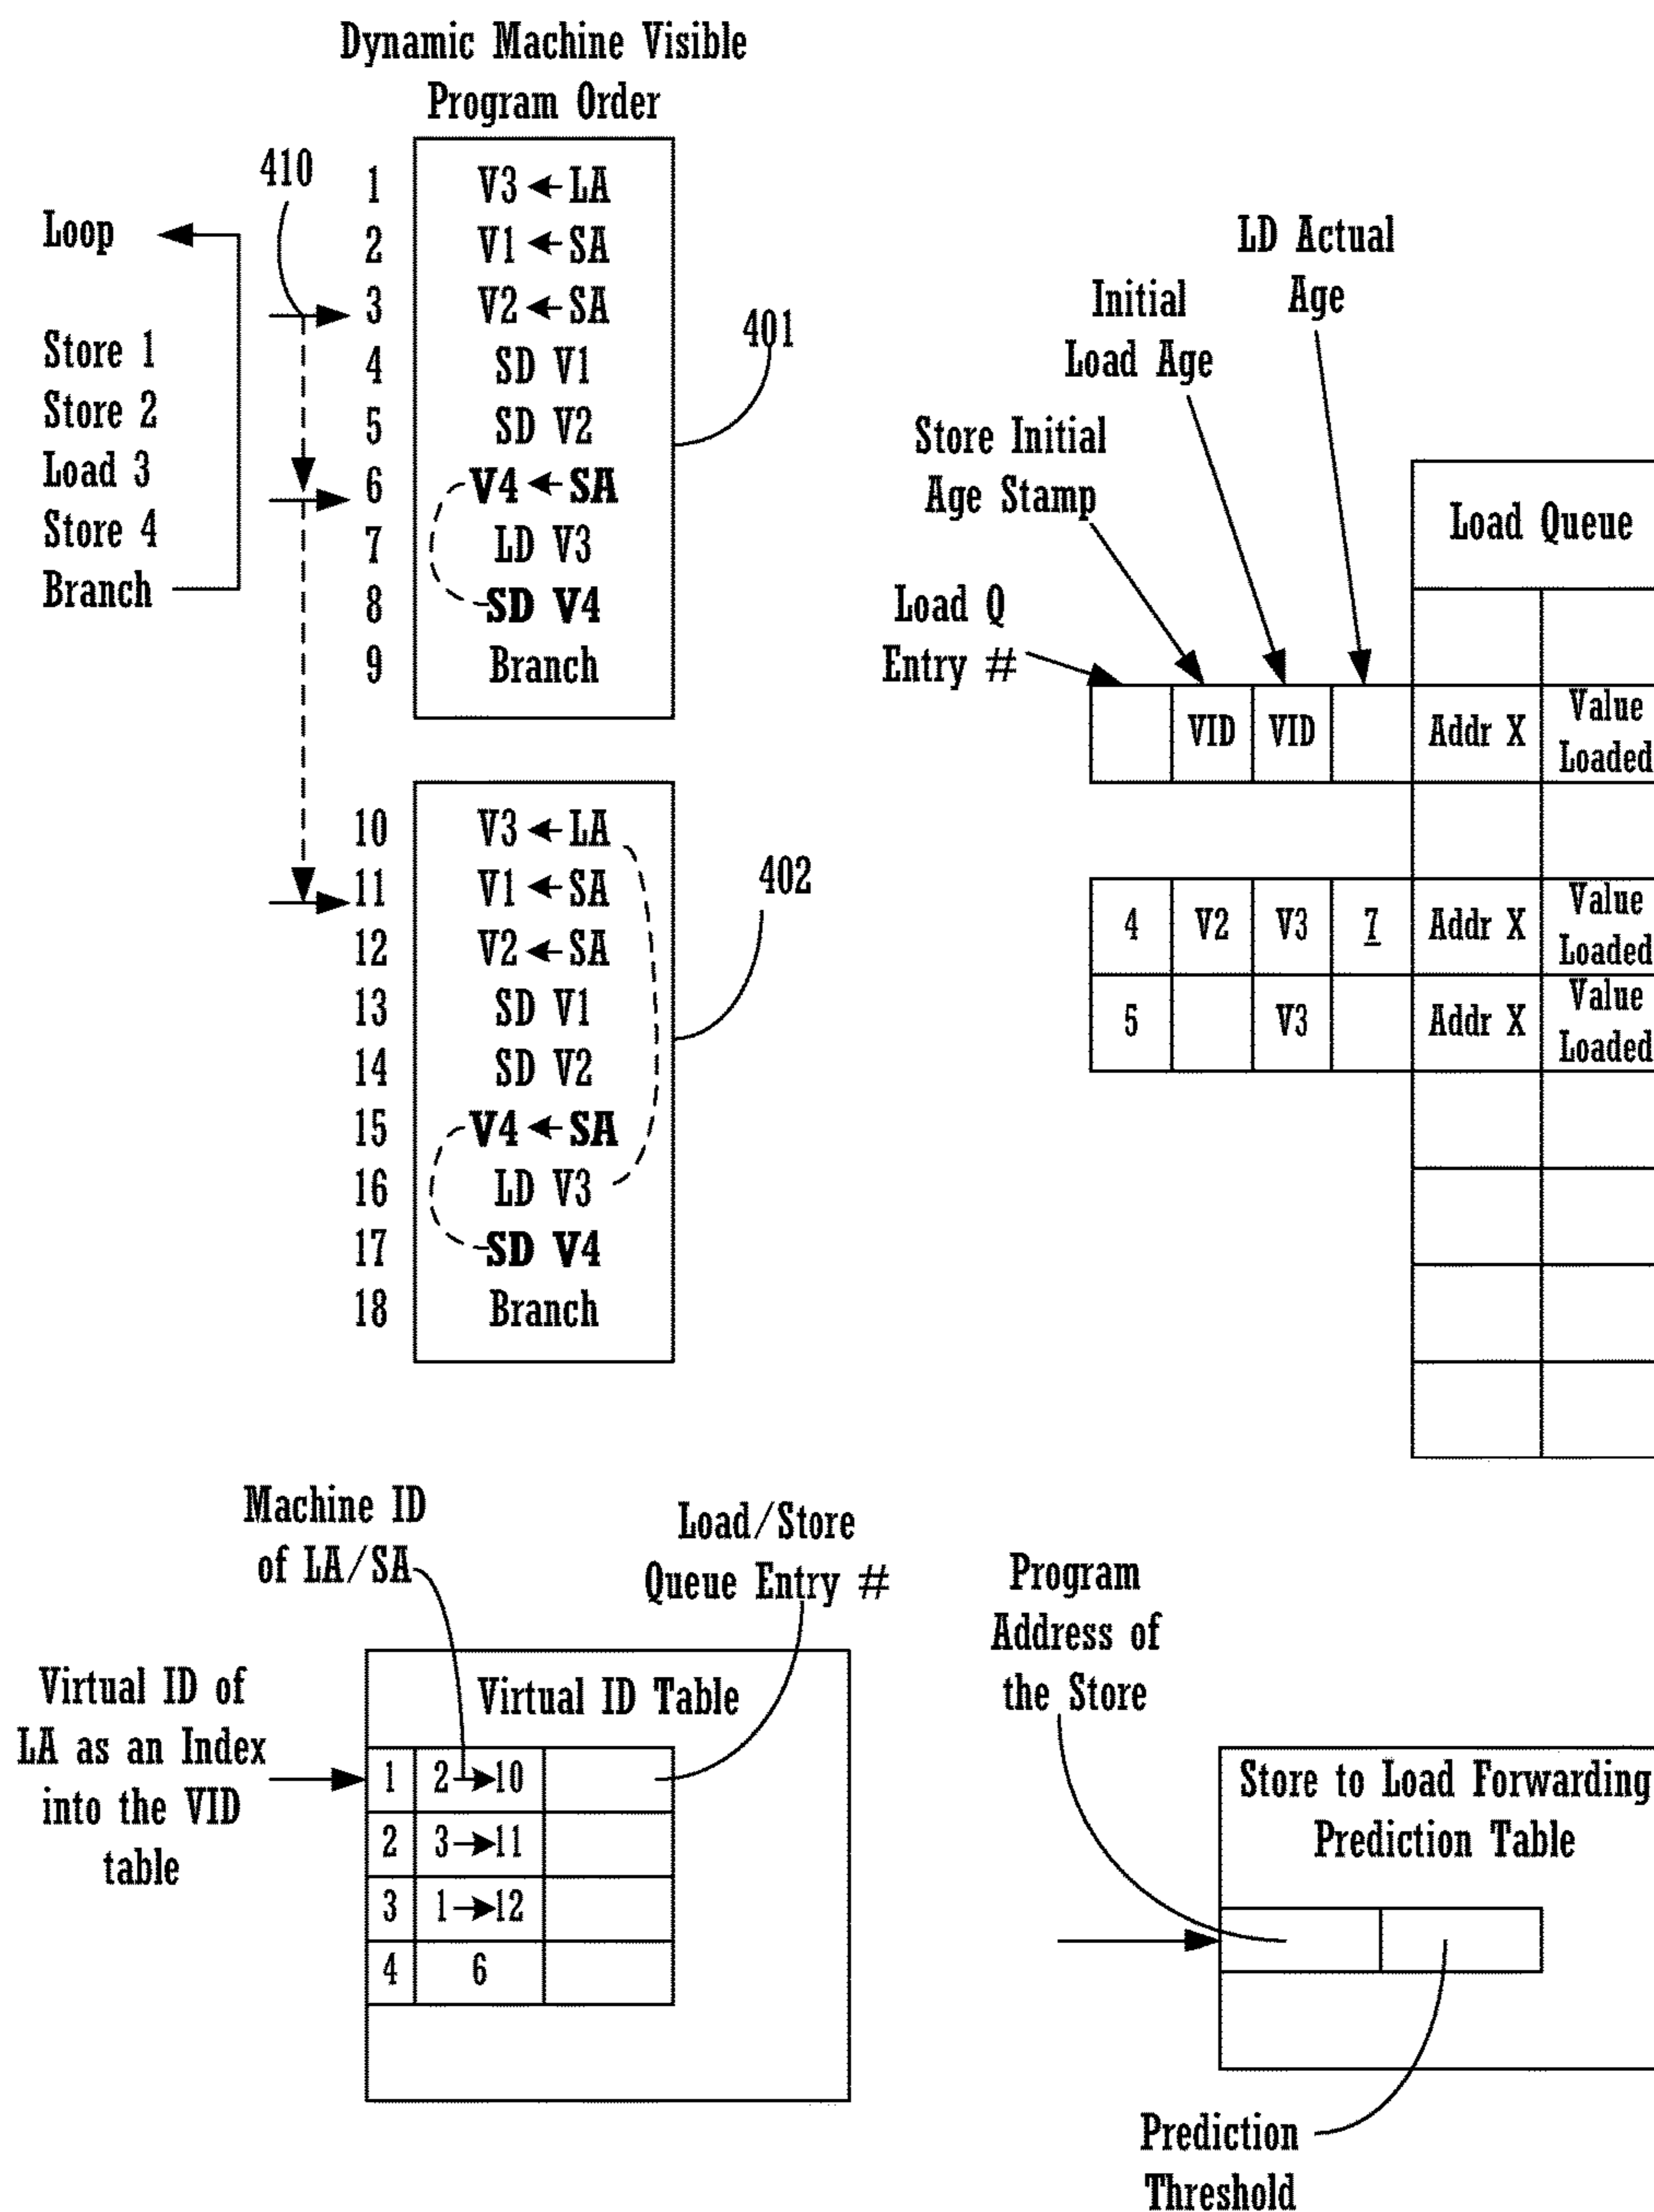 Dynamic Machine Visible
Program Order
410
Loop
Store 1
Store 2
Load 3
Store 4
Branch
1 V3 ← LA
2 V1 ← SA
3 V2 ← SA
4 SD V1
5 SD V2
6 V4 ← SA
7 LD V3
8 SD V4
9 Branch
401
10 V3 ← LA
11 V1 ← SA
12 V2 ← SA
13 SD V1
14 SD V2
15 V4 ← SA
16 LD V3
17 SD V4
18 Branch
402
LD Actual
Age
Initial
Load Age
Store Initial
Age Stamp
Load Q
Entry #
Load Queue
VID VID Addr X Value
Loaded
4 V2 V3 7 Addr X Value
Loaded
5 V3 Addr X Value
Loaded
Machine ID
of LA/SA
Load/Store
Queue Entry #
Virtual ID of
LA as an Index
into the VID
table
Virtual ID Table
1 2→10
2 3→11
3 1→12
4 6
Program
Address of
the Store
Store to Load Forwarding
Prediction Table
Prediction
Threshold